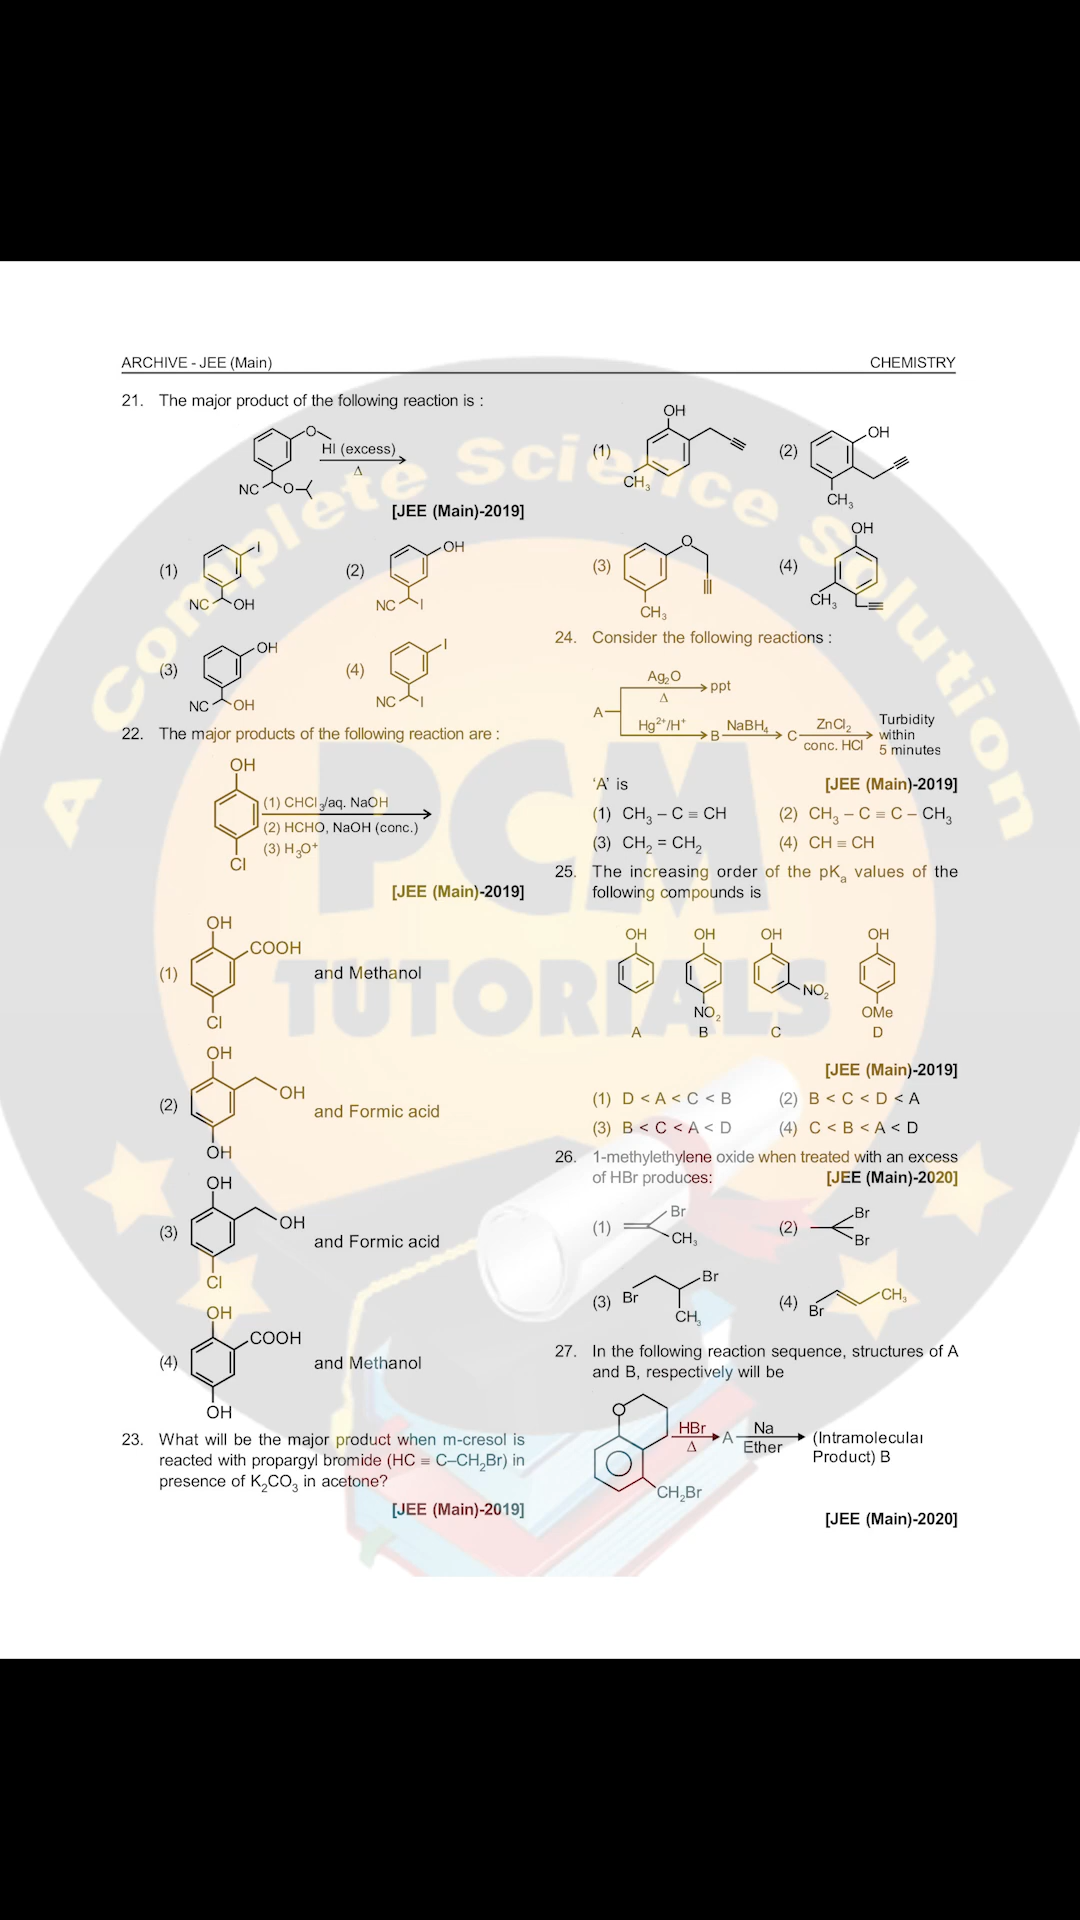 ARCHIVE - JEE (Main)
CHEMISTRY
21. The major product of the following reaction is :
O
HI (excess)
Δ
NC
O
[JEE (Main)-2019]
(1)
I
NC
OH
(2)
OH
NC
I
(3)
OH
NC
OH
(4)
I
NC
I
22. The major products of the following reaction are :
OH
(1) CHCl3/aq. NaOH
(2) HCHO, NaOH (conc.)
(3) H3O+
Cl
[JEE (Main)-2019]
OH
COOH
(1)
and Methanol
Cl
OH
OH
(2)
and Formic acid
OH
OH
OH
(3)
and Formic acid
Cl
OH
COOH
(4)
and Methanol
OH
23. What will be the major product when m-cresol is
reacted with propargyl bromide (HC ≡ C–CH2Br) in
presence of K2CO3 in acetone?
[JEE (Main)-2019]
OH
(1)
CH3
OH
(2)
CH3
O
(3)
CH3
OH
(4)
CH3
24. Consider the following reactions :
Ag2O
Δ
ppt
A
Hg2+/H+
B
NaBH4
C
ZnCl2
conc. HCl
Turbidity
within
5 minutes
'A' is
[JEE (Main)-2019]
(1) CH3 – C ≡ CH
(2) CH3 – C ≡ C – CH3
(3) CH2 = CH2
(4) CH ≡ CH
25. The increasing order of the pKa values of the
following compounds is
OH
OH
OH
OH
NO2
NO2
OMe
A
B
C
D
[JEE (Main)-2019]
(1) D < A < C < B
(2) B < C < D < A
(3) B < C < A < D
(4) C < B < A < D
26. 1-methylethylene oxide when treated with an excess
of HBr produces:
[JEE (Main)-2020]
(1)
Br
CH3
(2)
Br
Br
(3)
Br
Br
CH3
(4)
Br
CH3
27. In the following reaction sequence, structures of A
and B, respectively will be
O
HBr
Δ
A
Na
Ether
(Intramolecular
Product) B
CH2Br
[JEE (Main)-2020]
A Complete Science Solution
PCM
TUTORIALS